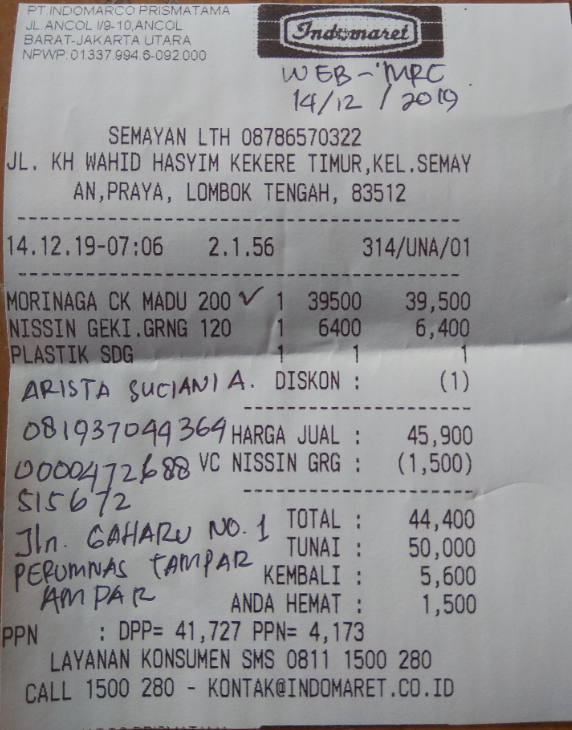 PT.INDOMARCO PRISMATAMA
JL.ANCOL I/9-10,ANCOL
BARAT-JAKARTA UTARA
NPWP:01.337.994.6-092.000
Indomaret
WEB-MRC
14/12/2019
SEMAYAN LTH 08786570322
JL. KH WAHID HASYIM KEKERE TIMUR,KEL.SEMAY
AN,PRAYA, LOMBOK TENGAH, 83512
14.12.19-07:06 2.1.56 314/UNA/01
MORINAGA CK MADU 200 ✓ 1 39500 39,500
NISSIN GEKI.GRNG 120 1 6400 6,400
PLASTIK SDG 1 1 1
ARISTA SUCIANI A. DISKON : (1)
081937044364 HARGA JUAL : 45,900
0000472688 VC NISSIN GRG : (1,500)
515672
Jln. GAHARU NO. 1 TOTAL : 44,400
TUNAI : 50,000
PERUMNAS TAMPAR KEMBALI : 5,600
AMPAR ANDA HEMAT : 1,500
PPN : DPP= 41,727 PPN= 4,173
LAYANAN KONSUMEN SMS 0811 1500 280
CALL 1500 280 - KONTAK@INDOMARET.CO.ID